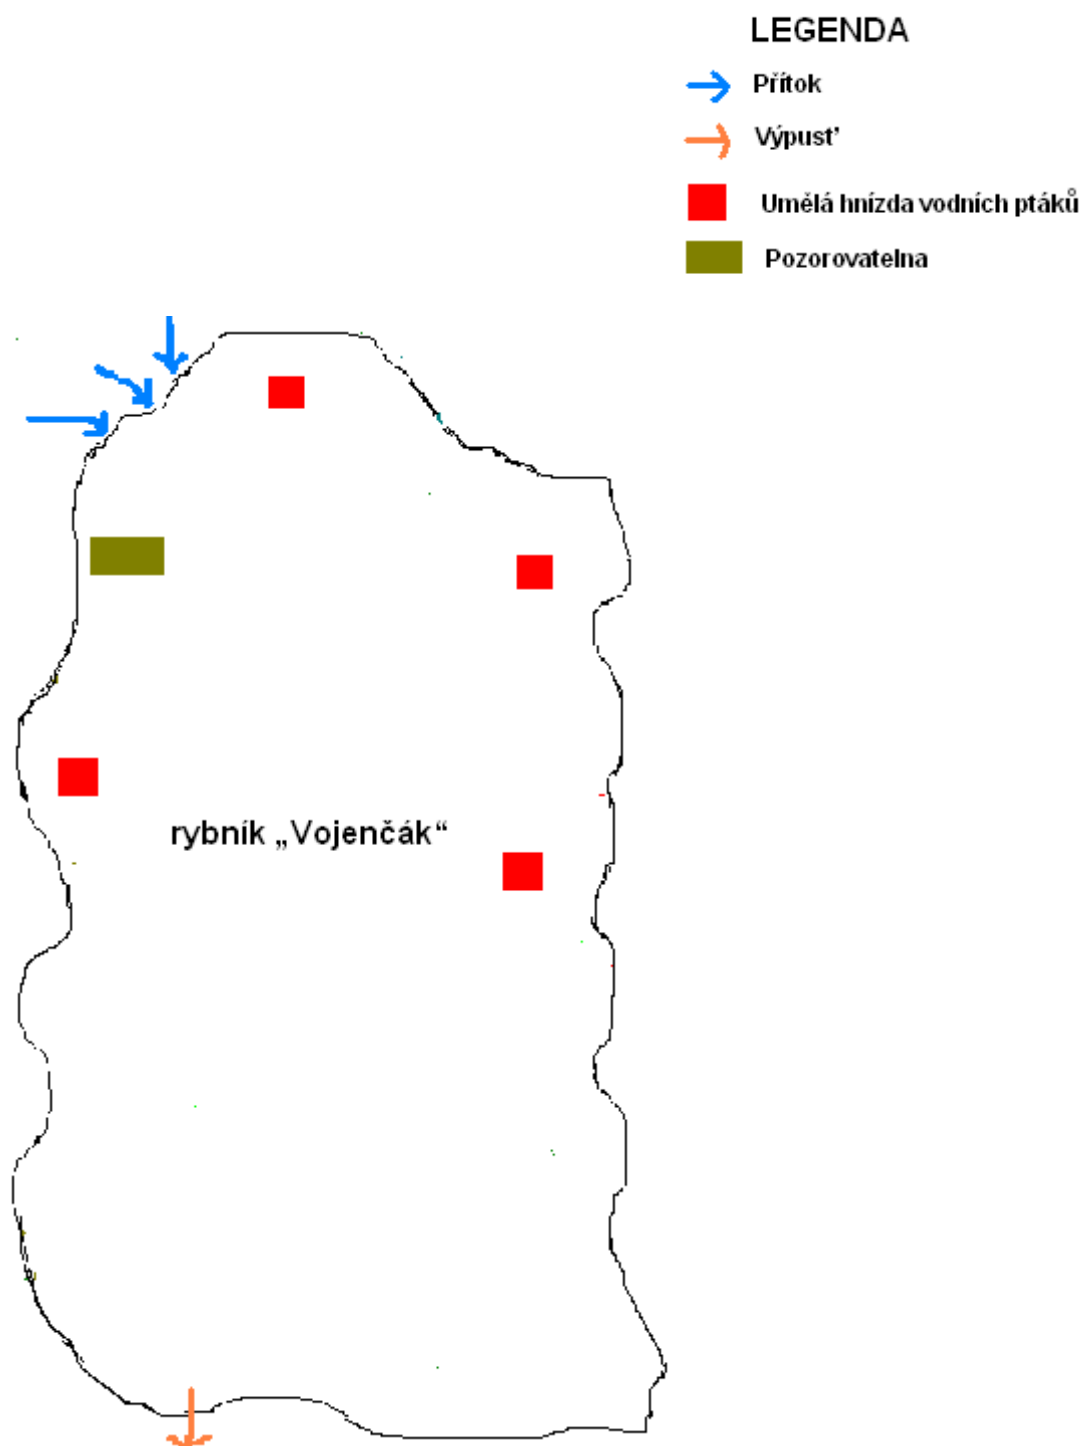 LEGENDA
Přítok
Výpusť
Umělá hnízda vodních ptáků
Pozorovatelna
rybník „Vojenčák“